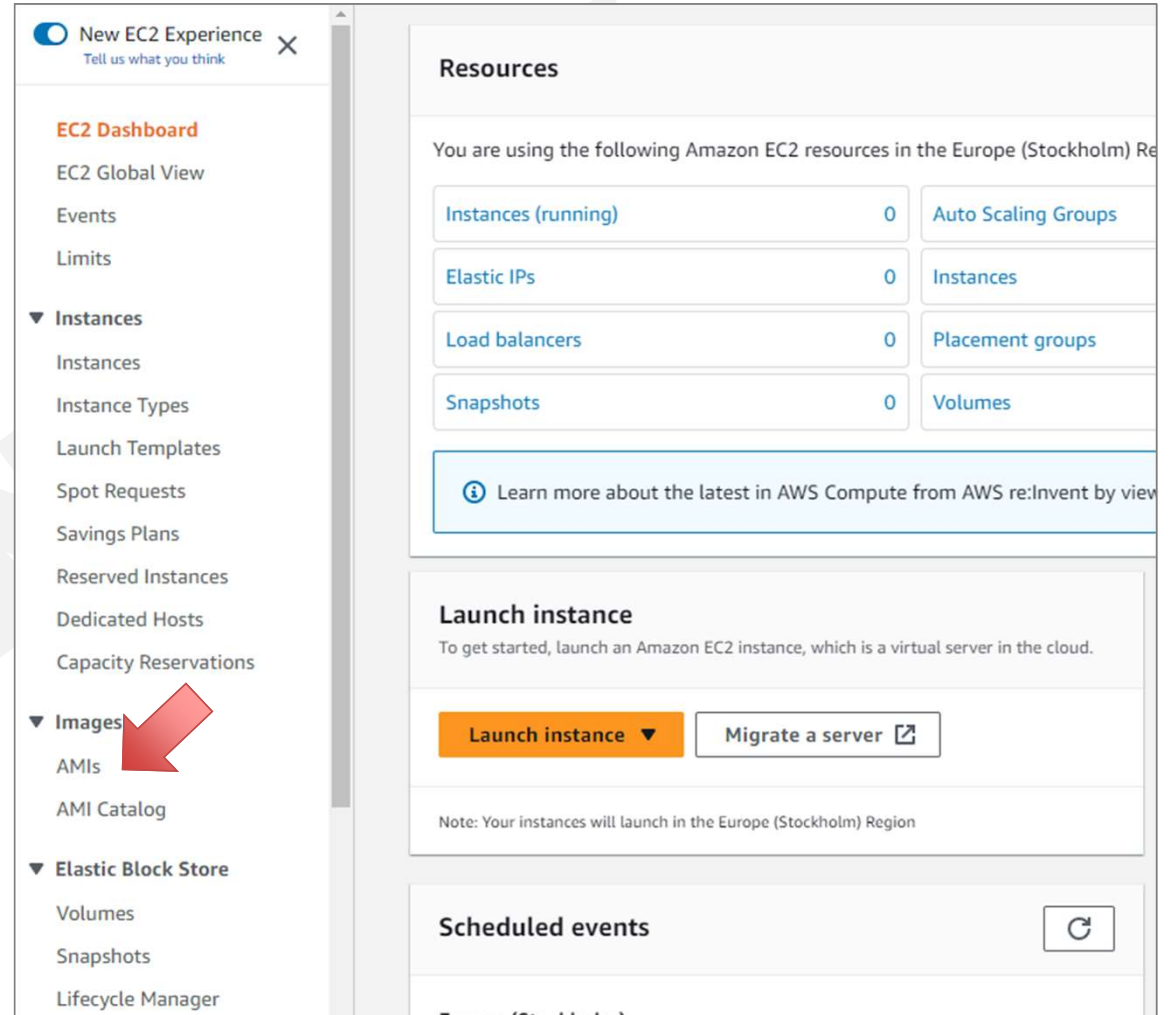 New EC2 Experience
Tell us what you think
EC2 Dashboard
EC2 Global View
Events
Limits
Instances
Instances
Instance Types
Launch Templates
Spot Requests
Savings Plans
Reserved Instances
Dedicated Hosts
Capacity Reservations
Images
AMIs
AMI Catalog
Elastic Block Store
Volumes
Snapshots
Lifecycle Manager
Resources
You are using the following Amazon EC2 resources in the Europe (Stockholm) Re
Instances (running) 0 Auto Scaling Groups
Elastic IPs 0 Instances
Load balancers 0 Placement groups
Snapshots 0 Volumes
Learn more about the latest in AWS Compute from AWS re:Invent by view
Launch instance
To get started, launch an Amazon EC2 instance, which is a virtual server in the cloud.
Launch instance Migrate a server
Note: Your instances will launch in the Europe (Stockholm) Region
Scheduled events